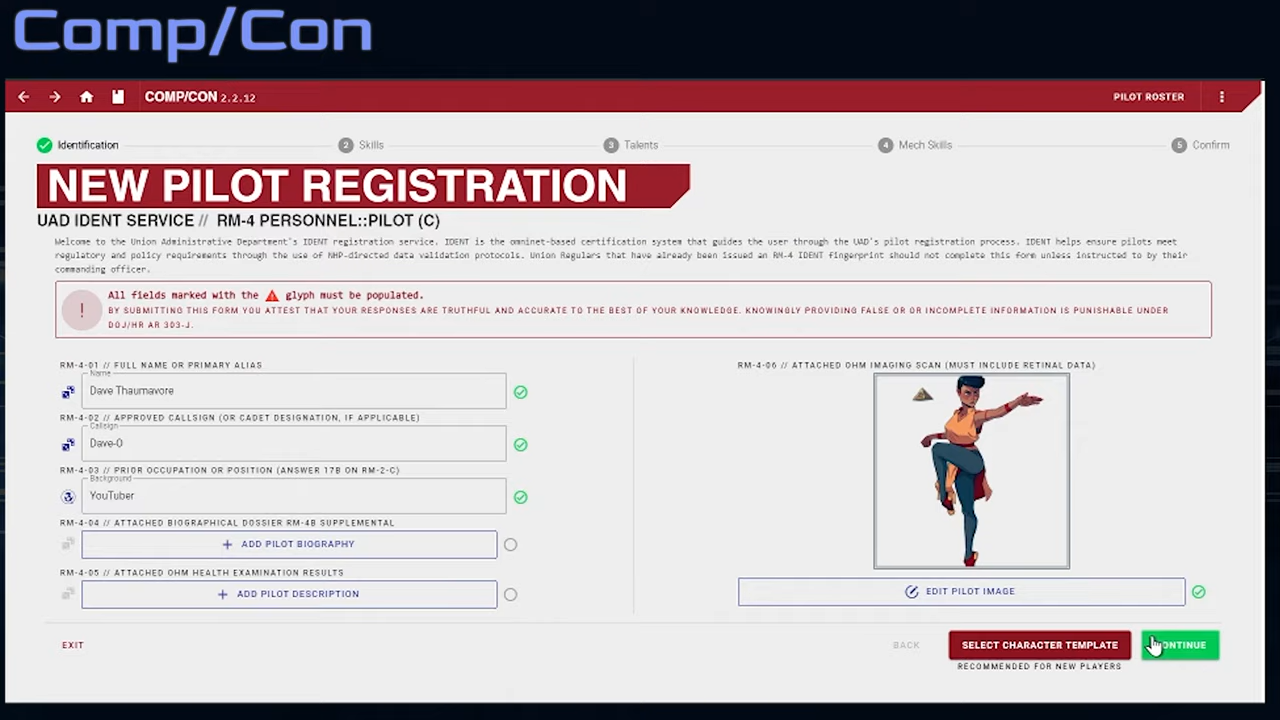 Comp/Con
COMP/CON 2.2.12
PILOT ROSTER
Identification
2 Skills
3 Talents
4 Mech Skills
5 Confirm
NEW PILOT REGISTRATION
UAD IDENT SERVICE // RM-4 PERSONNEL::PILOT (C)
Welcome to the Union Administrative Department's IDENT registration service. IDENT is the omninet-based certification system that guides the user through the UAD's pilot registration process. IDENT helps ensure pilots meet
regulatory and policy requirements through the use of NHP-directed data validation protocols. Union Regulars that have already been issued an RM-4 IDENT Fingerprint should not complete this form unless instructed to by their
commanding officer.
All fields marked with the glyph must be populated.
BY SUBMITTING THIS FORM YOU ATTEST THAT YOUR RESPONSES ARE TRUTHFUL AND ACCURATE TO THE BEST OF YOUR KNOWLEDGE. KNOWINGLY PROVIDING FALSE OR OR INCOMPLETE INFORMATION IS PUNISHABLE UNDER
DOJ/HR AR 303-J.
RM-4-01 // FULL NAME OR PRIMARY ALIAS
Name
Dave Thaumavore
RM-4-02 // APPROVED CALLSIGN (OR CADET DESIGNATION, IF APPLICABLE)
Callsign
Dave-O
RM-4-03 // PRIOR OCCUPATION OR POSITION (ANSWER 17B ON RM-2-C)
Background
YouTuber
RM-4-04 // ATTACHED BIOGRAPHICAL DOSSIER RM-4B SUPPLEMENTAL
+ ADD PILOT BIOGRAPHY
RM-4-05 // ATTACHED OHM HEALTH EXAMINATION RESULTS
+ ADD PILOT DESCRIPTION
RM-4-06 // ATTACHED OHM IMAGING SCAN (MUST INCLUDE RETINAL DATA)
EDIT PILOT IMAGE
EXIT
BACK
SELECT CHARACTER TEMPLATE
RECOMMENDED FOR NEW PLAYERS